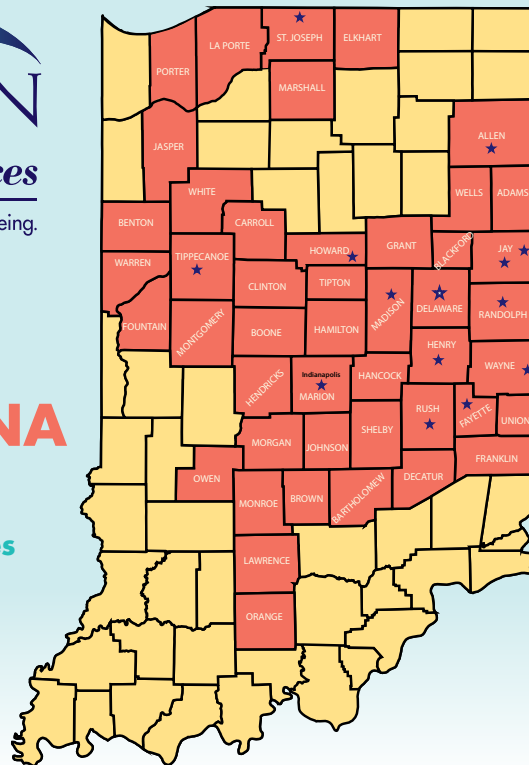 N
ces
eing.
NA
s
LA PORTE
ST. JOSEPH
ELKHART
PORTER
MARSHALL
ALLEN
JASPER
WHITE
WELLS
ADAMS
BENTON
CARROLL
GRANT
BLACKFORD
JAY
HOWARD
WARREN
TIPPECANOE
CLINTON
TIPTON
MADISON
DELAWARE
RANDOLPH
FOUNTAIN
MONTGOMERY
BOONE
HAMILTON
HENRY
WAYNE
HENDRICKS
Indianapolis
MARION
HANCOCK
RUSH
FAYETTE
UNION
MORGAN
JOHNSON
SHELBY
FRANKLIN
OWEN
DECATUR
MONROE
BROWN
BARTHOLOMEW
LAWRENCE
ORANGE